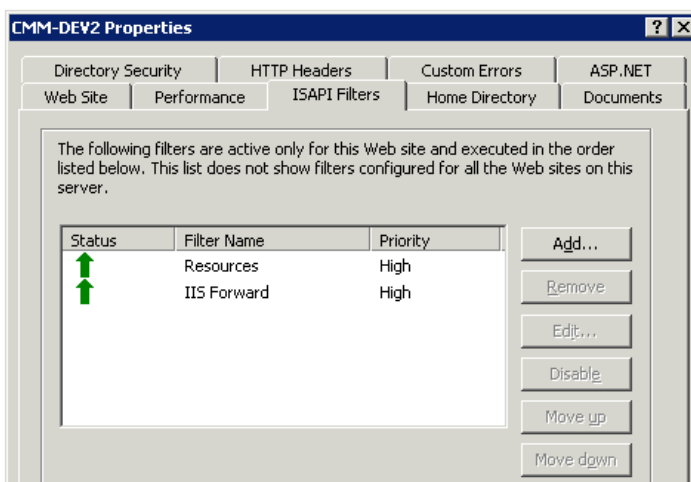 CMM-DEV2 Properties
? X
Directory Security HTTP Headers Custom Errors ASP.NET
Web Site Performance ISAPI Filters Home Directory Documents
The following filters are active only for this Web site and executed in the order
listed below. This list does not show filters configured for all the Web sites on this
server.
Status Filter Name Priority
Resources High
IIS Forward High
Add...
Remove
Edit...
Disable
Move up
Move down